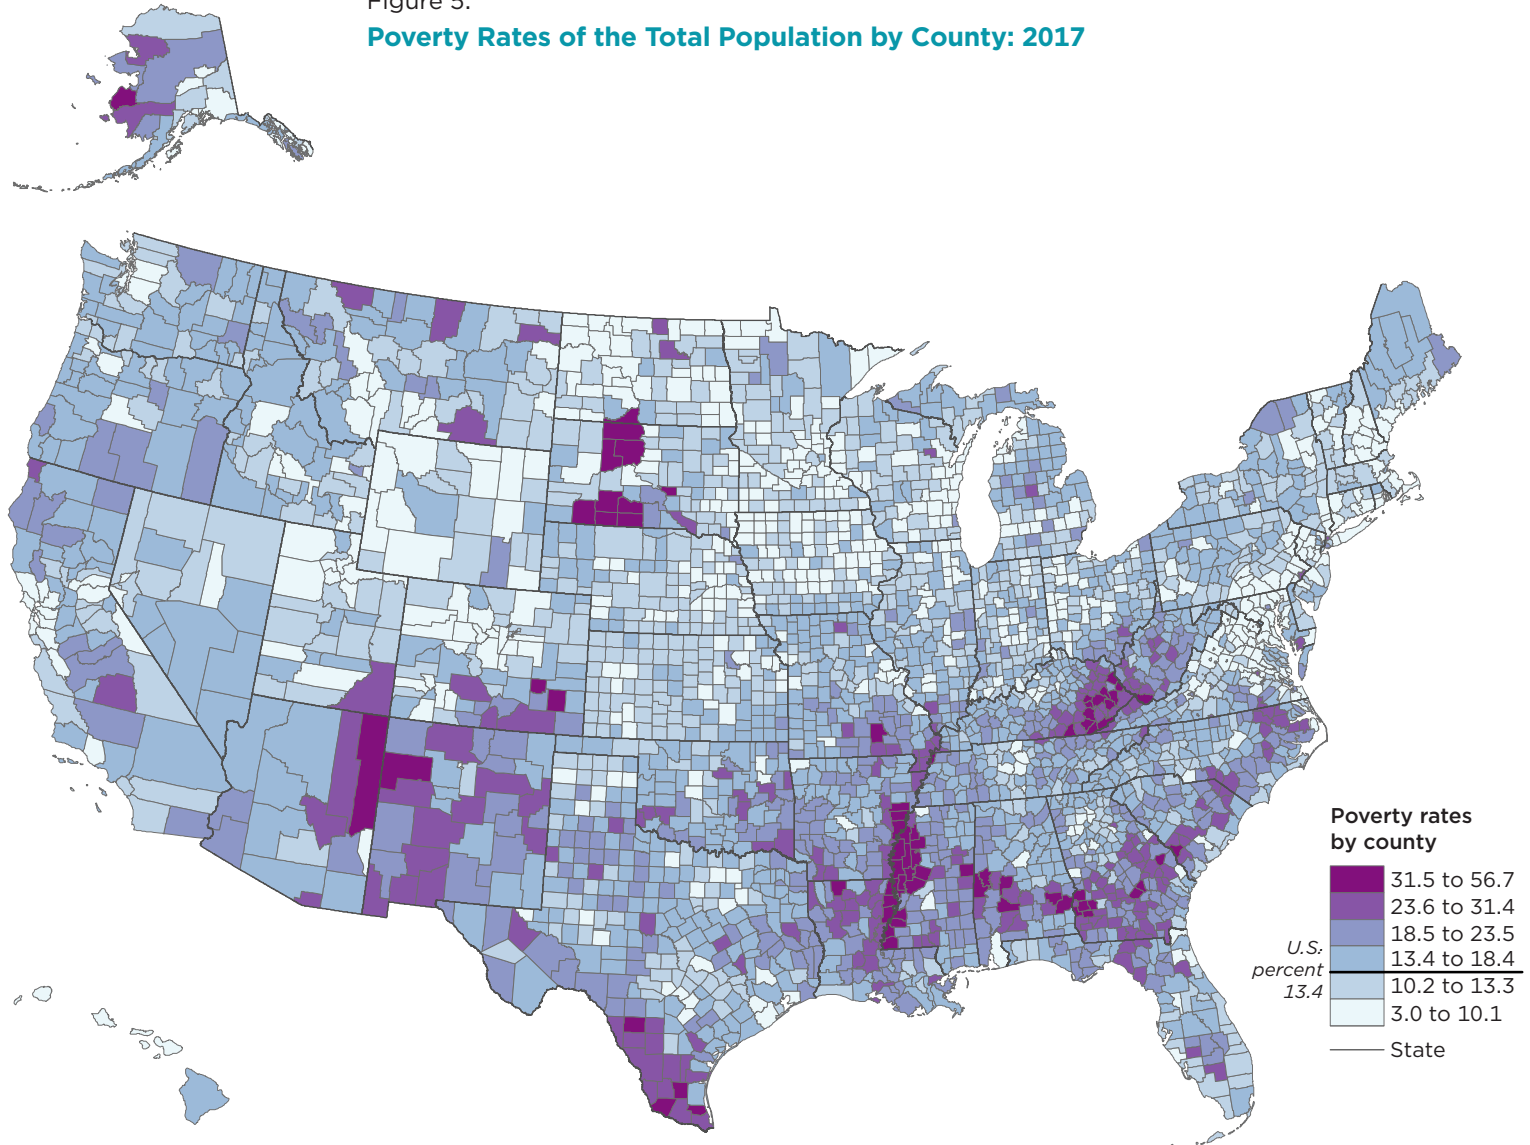 Figure 5.
Poverty Rates of the Total Population by County: 2017
Poverty rates
by county
31.5 to 56.7
23.6 to 31.4
18.5 to 23.5
13.4 to 18.4
U.S:
percent
13.4
10.2 to 13.3
3.0 to 10.1
State